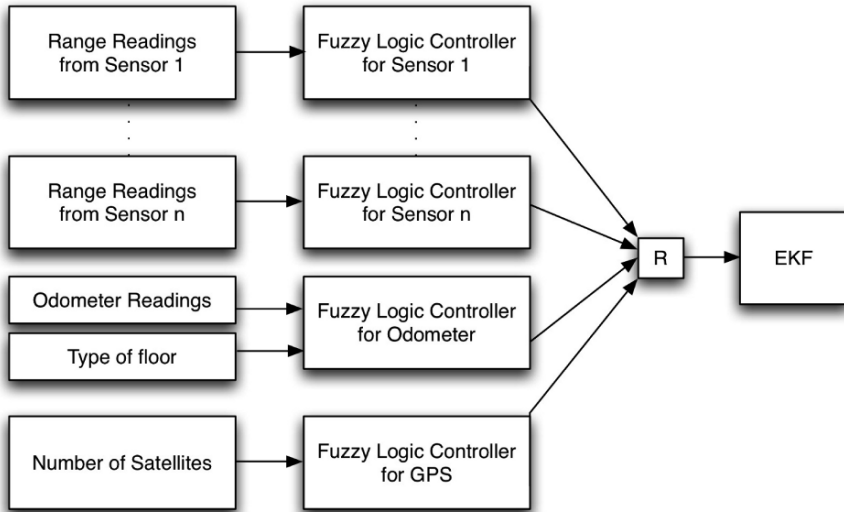 Range Readings
from Sensor 1
Fuzzy Logic Controller
for Sensor 1
Range Readings
from Sensor n
Fuzzy Logic Controller
for Sensor n
Odometer Readings
Type of floor
Fuzzy Logic Controller
for Odometer
Number of Satellites
Fuzzy Logic Controller
for GPS
R
EKF